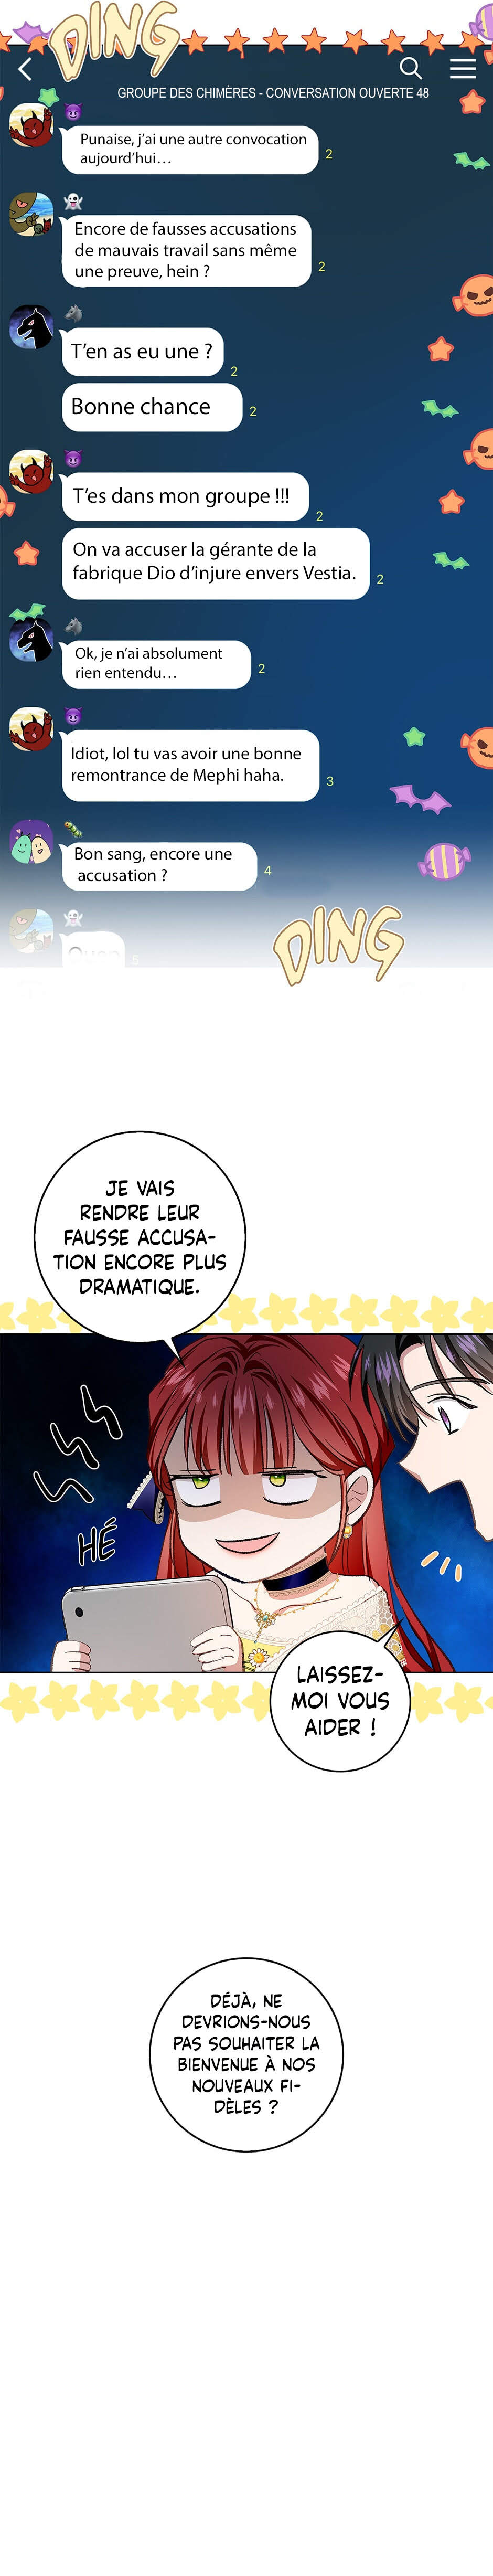 DING
GROUPE DES CHIMÈRES - CONVERSATION OUVERTE 48
Punaise, j’ai une autre convocation
aujourd’hui…
2
Encore de fausses accusations
de mauvais travail sans même
une preuve, hein ?
2
T’en as eu une ?
2
Bonne chance
2
T’es dans mon groupe !!!
2
On va accuser la gérante de la
fabrique Dio d’injure envers Vestia.
2
Ok, je n’ai absolument
rien entendu…
2
Idiot, lol tu vas avoir une bonne
remontrance de Mephi haha.
3
Bon sang, encore une
accusation ?
4
5
DING
JE VAIS
RENDRE LEUR
FAUSSE ACCUSA-
TION ENCORE PLUS
DRAMATIQUE.
HÉ
LAISSEZ-
MOI VOUS
AIDER !
DÉJÀ, NE
DEVRIONS-NOUS
PAS SOUHAITER LA
BIENVENUE À NOS
NOUVEAUX FI-
DÈLES ?